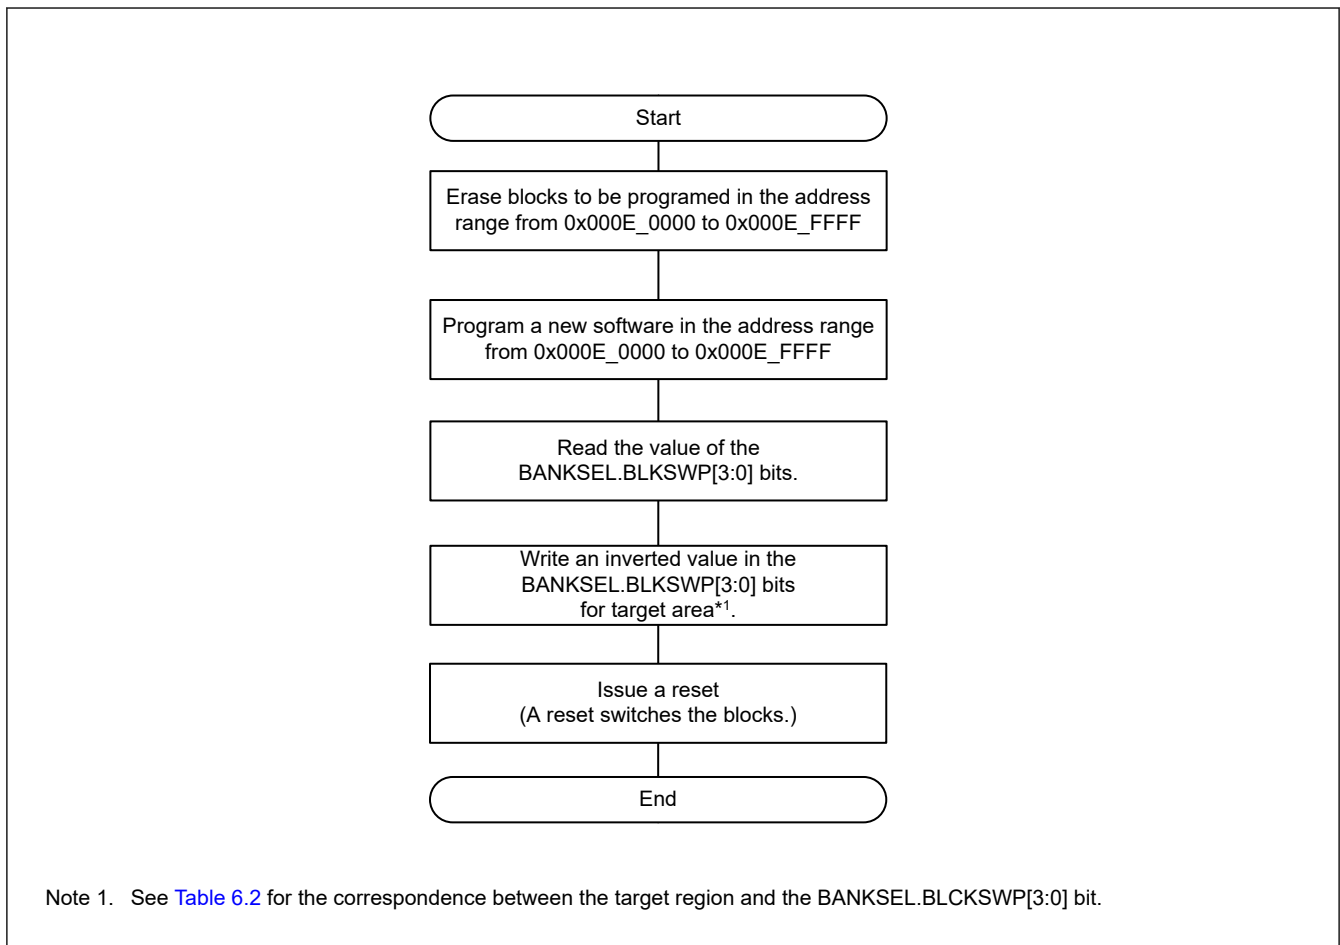 Start
Erase blocks to be programed in the address
range from 0x000E_0000 to 0x000E_FFFF
Program a new software in the address range
from 0x000E_0000 to 0x000E_FFFF
Read the value of the
BANKSEL.BLKSWP[3:0] bits.
Write an inverted value in the
BANKSEL.BLKSWP[3:0] bits
for target area*1.
Issue a reset
(A reset switches the blocks.)
End
Note 1. See Table 6.2 for the correspondence between the target region and the BANKSEL.BLCKSWP[3:0] bit.